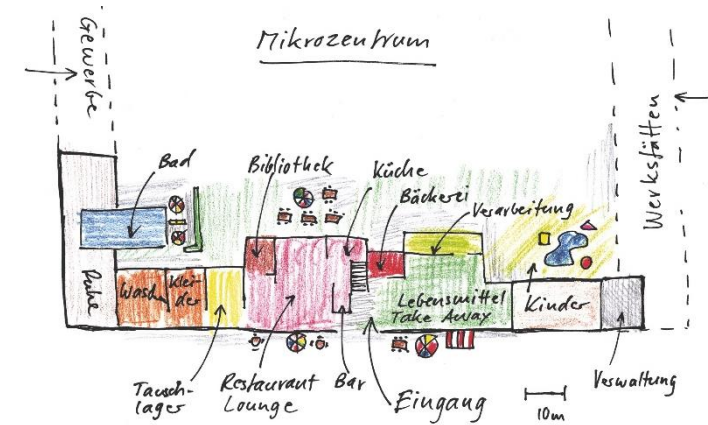 Mikrozentrum
Gewerbe
Werkstätten
Bad
Bibliothek
Küche
Bäckerei
Verarbeitung
Ruhe
Wasch
Klei-
der
Lebensmittel
Take Away
Kinder
Tausch-
lager
Restaurant
Lounge
Bar
Eingang
10m
Verwaltung